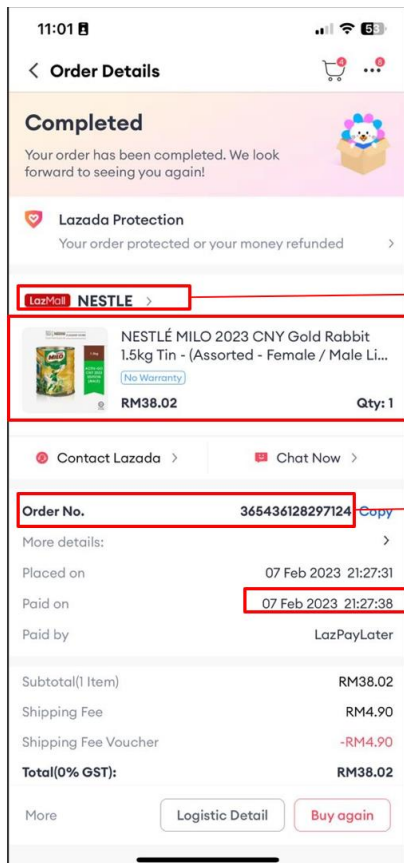 11:01
53
Order Details
4
6
Completed
Your order has been completed. We look
forward to seeing you again!
Lazada Protection
Your order protected or your money refunded
LazMall NESTLE
NESTLÉ MILO 2023 CNY Gold Rabbit
1.5kg Tin - (Assorted - Female / Male Li...
No Warranty
RM38.02 Qty: 1
MILO
Contact Lazada
Chat Now
Order No. 365436128297124 Copy
More details:
Placed on 07 Feb 2023 21:27:31
Paid on 07 Feb 2023 21:27:38
Paid by LazPayLater
Subtotal(1 Item) RM38.02
Shipping Fee RM4.90
Shipping Fee Voucher -RM4.90
Total(0% GST): RM38.02
More Logistic Detail Buy again